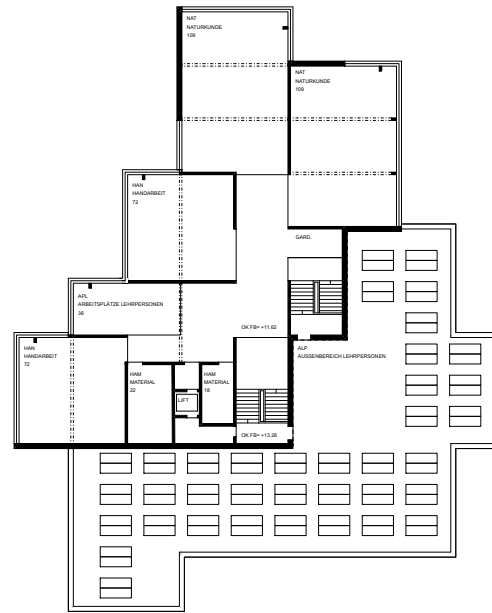 NAT
NATURKUNDE
109
NAT
NATURKUNDE
109
HAN
HANDARBEIT
72
GARD.
APL
ARBEITSPLÄTZE LEHRPERSONEN
36
OK FB= +11.62
HAN
HANDARBEIT
72
ALP
AUSSENBEREICH LEHRPERSONEN
HAM
MATERIAL
22
HAM
MATERIAL
18
LIFT
OK FB= +13.28